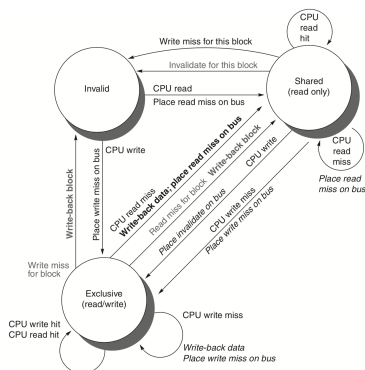 CPU
read
hit
Write miss for this block
Invalidate for this block
Invalid
CPU read
Place read miss on bus
Shared
(read only)
CPU
read
miss
Place read
miss on bus
CPU write
Place write miss on bus
Write-back block
Write miss
for block
CPU read miss
Write-back data; place read miss on bus
Read miss for block
Write-back block
CPU write
Place invalidate on bus
CPU write miss
Place write miss on bus
Exclusive
(read/write)
CPU write hit
CPU read hit
CPU write miss
Write-back data
Place write miss on bus